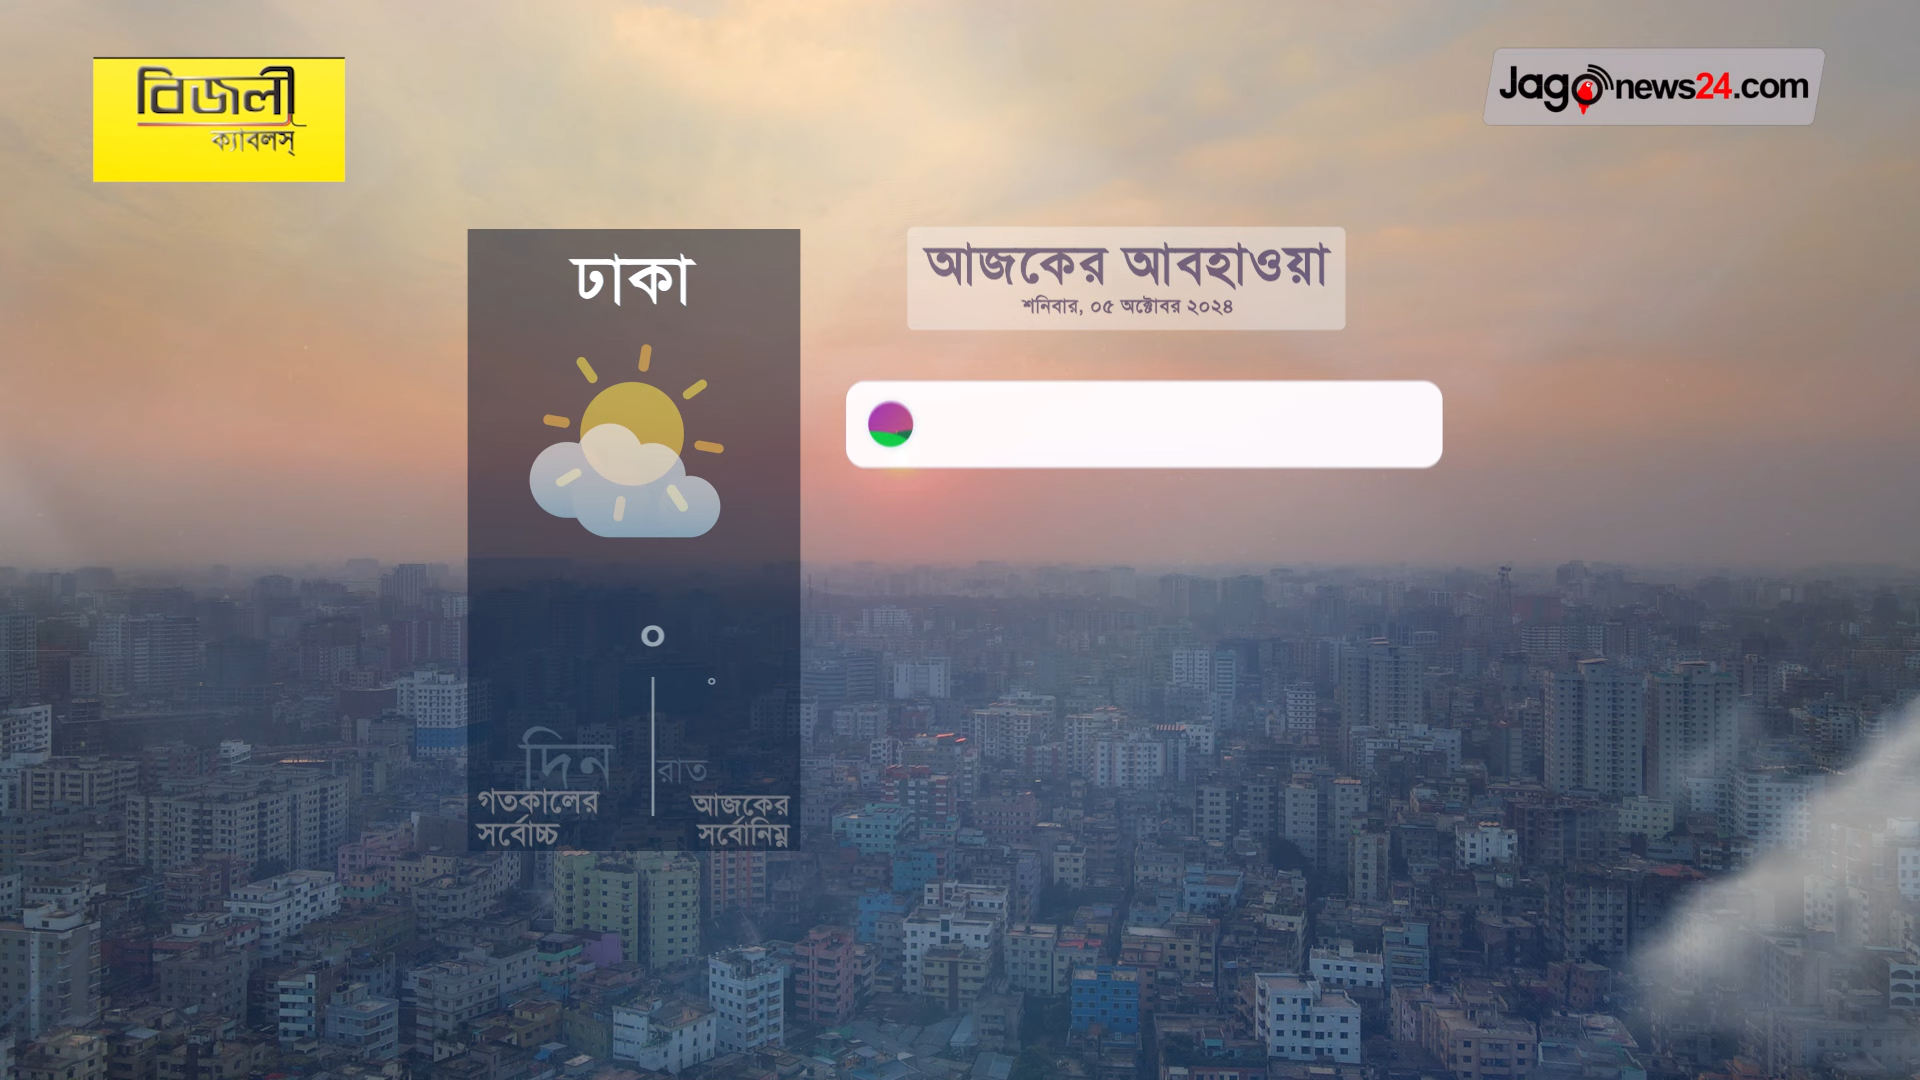 বিজলী
ক্যাবলস্
Jagonews24.com
ঢাকা
আজকের আবহাওয়া
শনিবার, ০৫ অক্টোবর ২০২৪
দিন
রাত
গতকালের
সর্বোচ্চ
আজকের
সর্বোনিম্ন